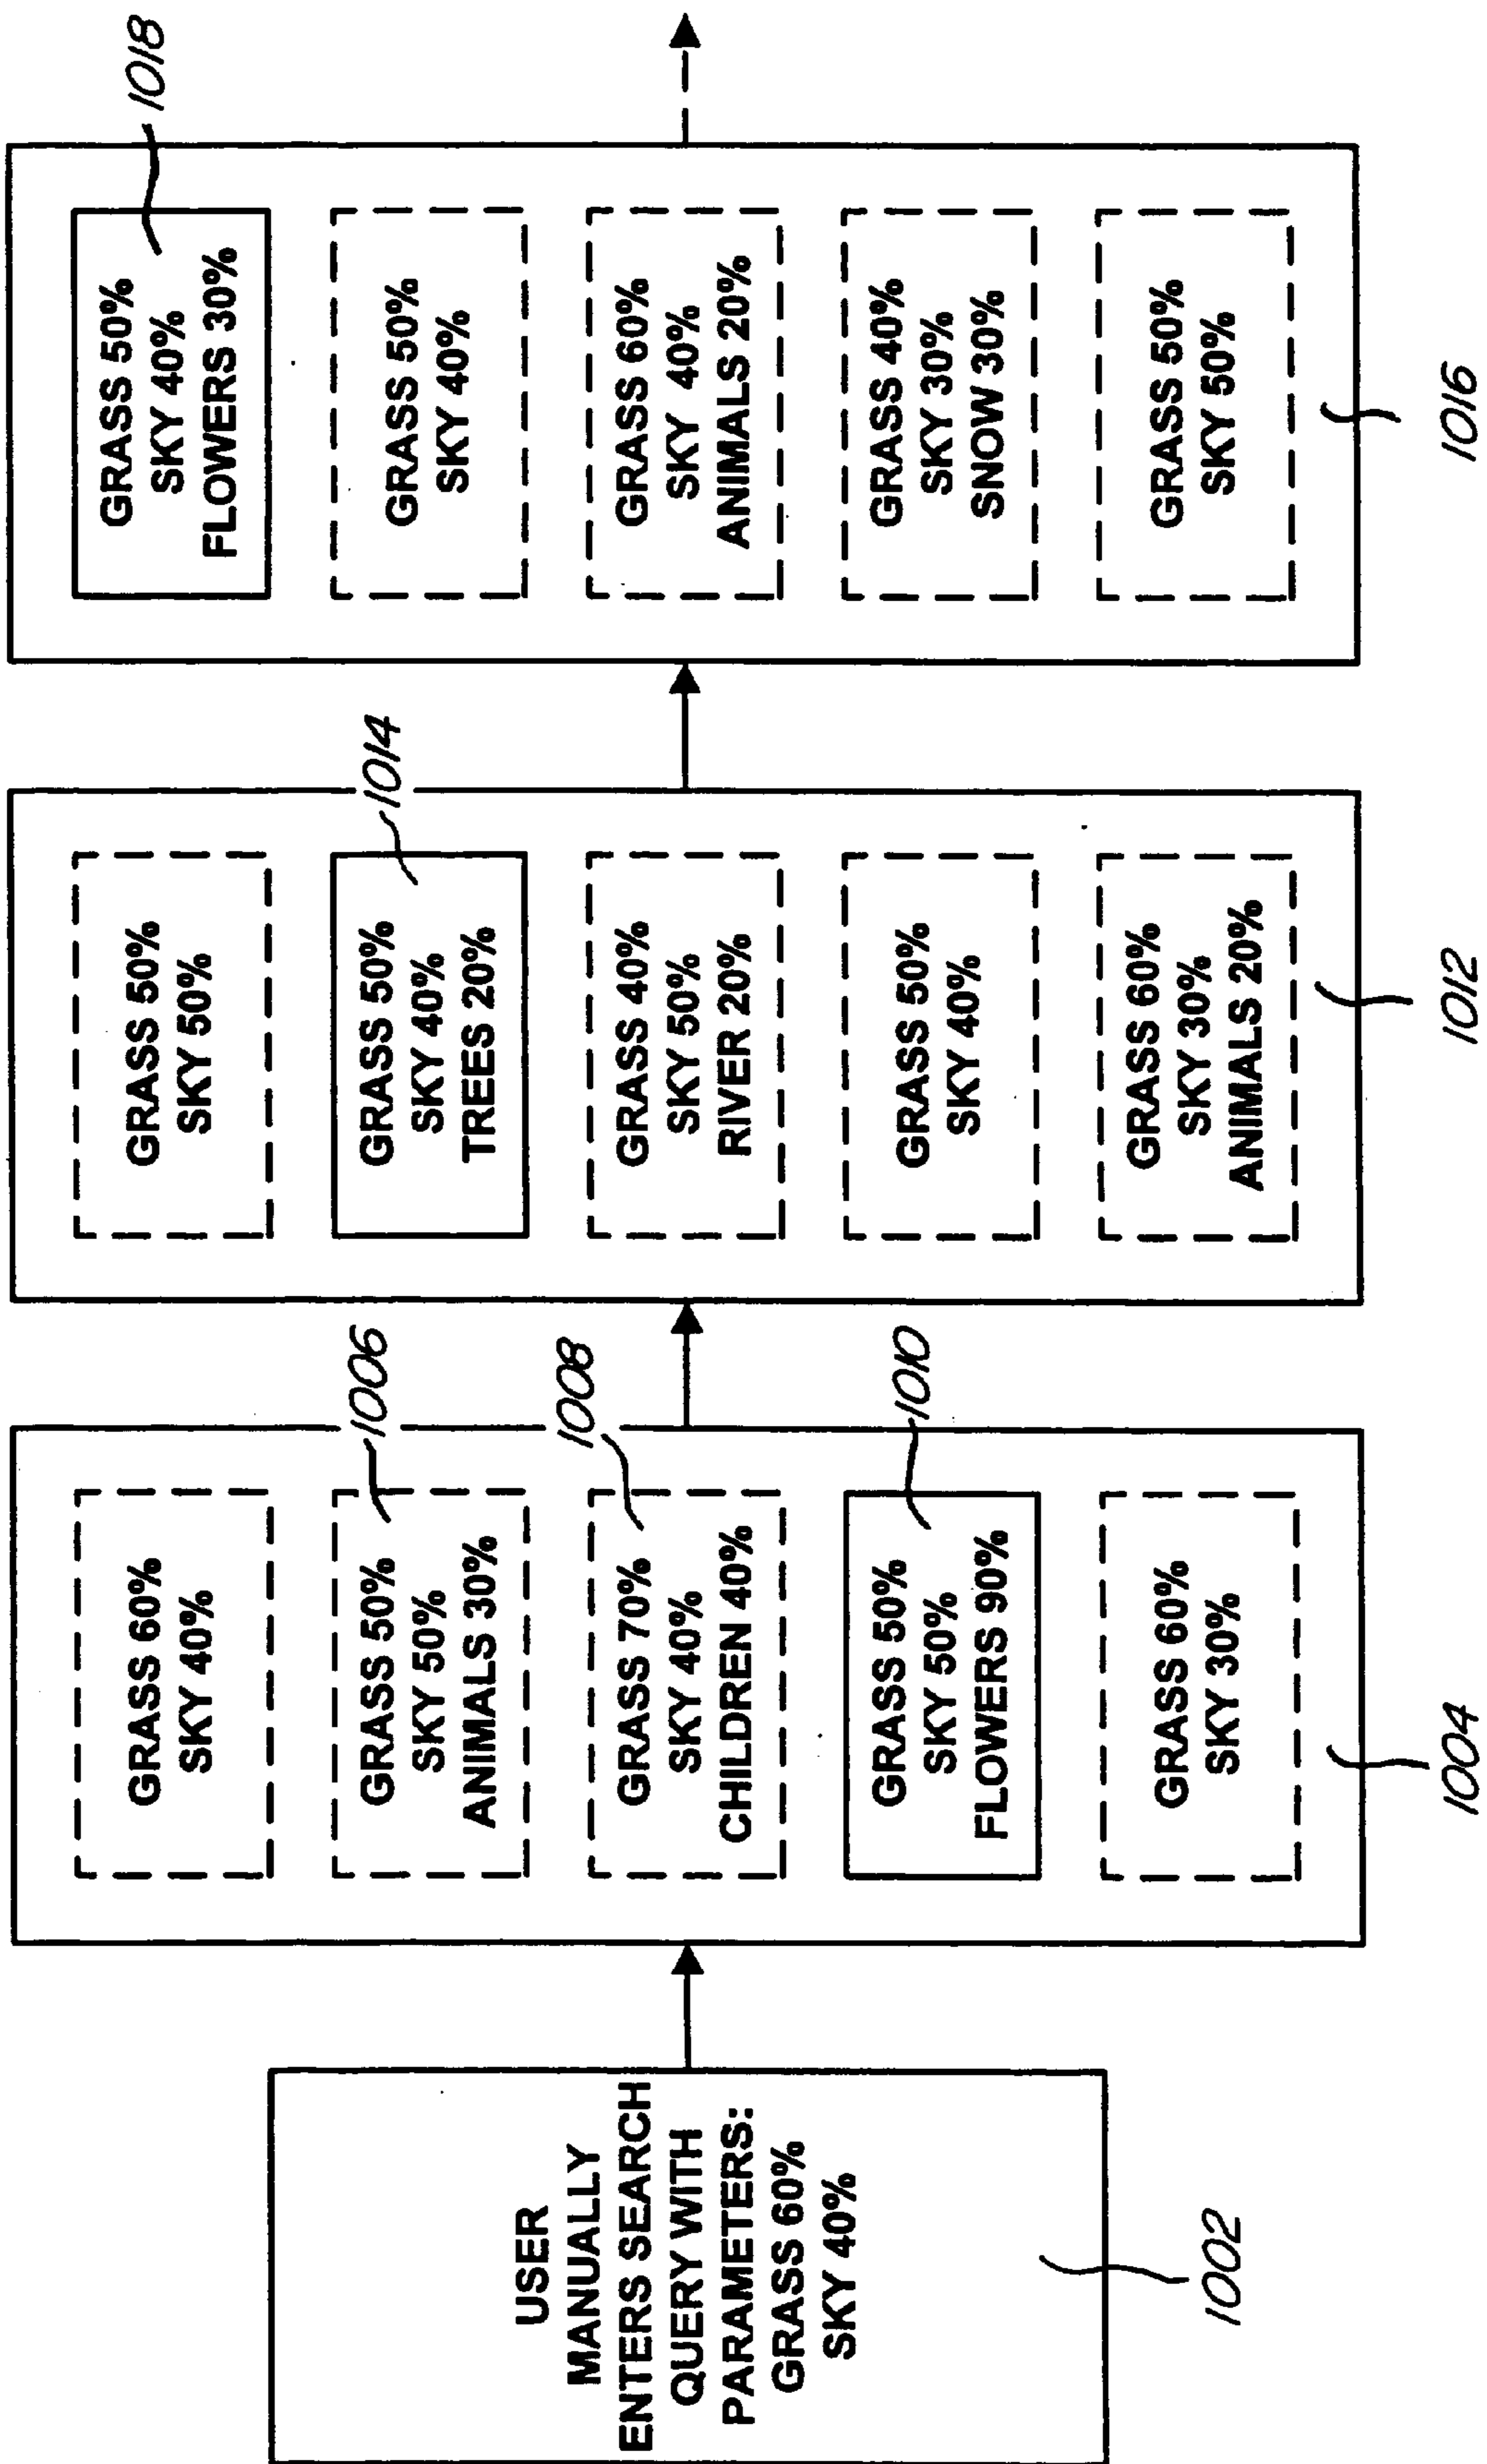 USER
MANUALLY
ENTERS SEARCH
QUERY WITH
PARAMETERS:
GRASS 60%
SKY 40%
1002
GRASS 60%
SKY 40%
GRASS 50%
SKY 50%
ANIMALS 30%
1006
GRASS 70%
SKY 40%
CHILDREN 40%
1008
GRASS 50%
SKY 50%
FLOWERS 90%
1010
GRASS 60%
SKY 30%
1004
GRASS 50%
SKY 50%
GRASS 50%
SKY 40%
TREES 20%
1014
GRASS 40%
SKY 50%
RIVER 20%
GRASS 50%
SKY 40%
GRASS 60%
SKY 30%
ANIMALS 20%
1012
GRASS 50%
SKY 40%
FLOWERS 30%
1018
GRASS 50%
SKY 40%
GRASS 60%
SKY 40%
ANIMALS 20%
GRASS 40%
SKY 30%
SNOW 30%
GRASS 50%
SKY 50%
1016